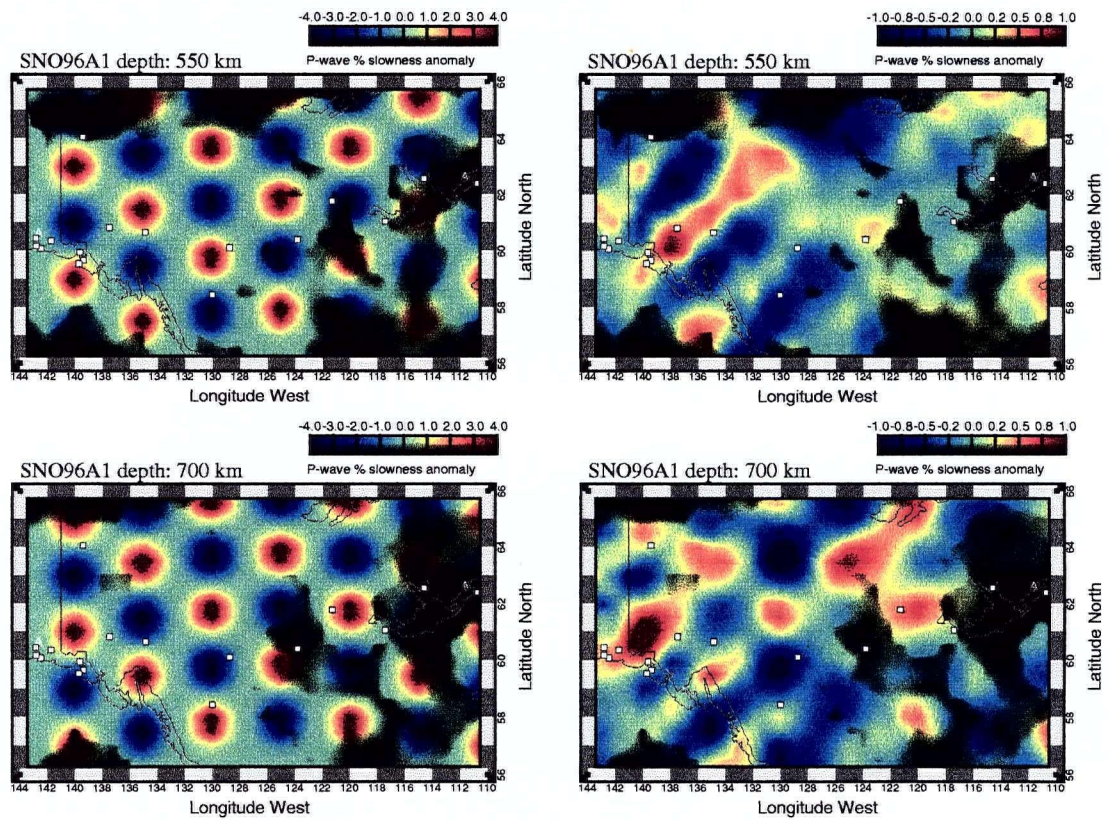 -4.0-3.0-2.0-1.0 0.0 1.0 2.0 3.0 4.0
SNO96A1 depth: 550 km
P-wave % slowness anomaly
66
64
62
60
58
56
Latitude North
144 142 140 138 136 134 132 130 128 126 124 122 120 118 116 114 112 110
Longitude West
-1.0-0.8-0.5-0.2 0.0 0.2 0.5 0.8 1.0
SNO96A1 depth: 550 km
P-wave % slowness anomaly
66
64
62
60
58
56
Latitude North
144 142 140 138 136 134 132 130 128 126 124 122 120 118 116 114 112 110
Longitude West
-4.0-3.0-2.0-1.0 0.0 1.0 2.0 3.0 4.0
SNO96A1 depth: 700 km
P-wave % slowness anomaly
66
64
62
60
58
56
Latitude North
144 142 140 138 136 134 132 130 128 126 124 122 120 118 116 114 112 110
Longitude West
-1.0-0.8-0.5-0.2 0.0 0.2 0.5 0.8 1.0
SNO96A1 depth: 700 km
P-wave % slowness anomaly
66
64
62
60
58
56
Latitude North
144 142 140 138 136 134 132 130 128 126 124 122 120 118 116 114 112 110
Longitude West